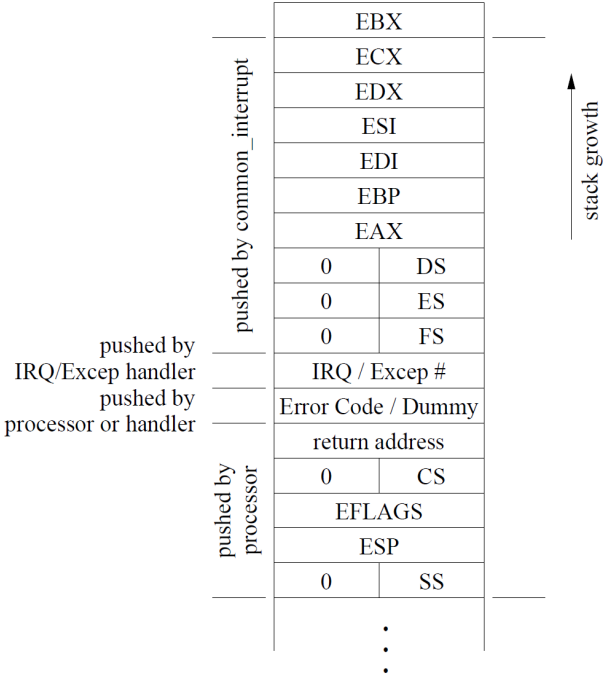 EBX
ECX
EDX
ESI
EDI
EBP
EAX
0 DS
0 ES
0 FS
IRQ / Excep #
Error Code / Dummy
return address
0 CS
EFLAGS
ESP
0 SS
pushed by common_interrupt
pushed by
IRQ/Excep handler
pushed by
processor or handler
pushed by
processor
stack growth